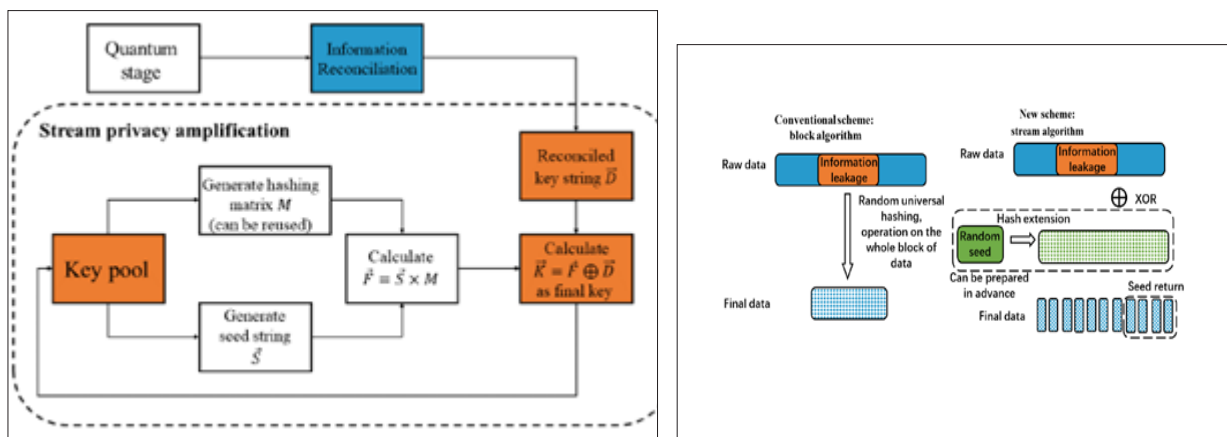 Quantum
stage
Information
Reconciliation
Stream privacy amplification
Reconciled
key string D⃗
Generate hashing
matrix M
(can be reused)
Key pool
Calculate
F⃗ = S⃗ × M
Calculate
K⃗ = F⃗ ⊕ D⃗
as final key
Generate
seed string
S⃗
Conventional scheme:
block algorithm
Raw data
Information
leakage
Random universal
hashing,
operation on the
whole block of
data
Final data
New scheme:
stream algorithm
Raw data
Information
leakage
⊕ XOR
Hash extension
Random
seed
Can be prepared
in advance
Seed return
Final data